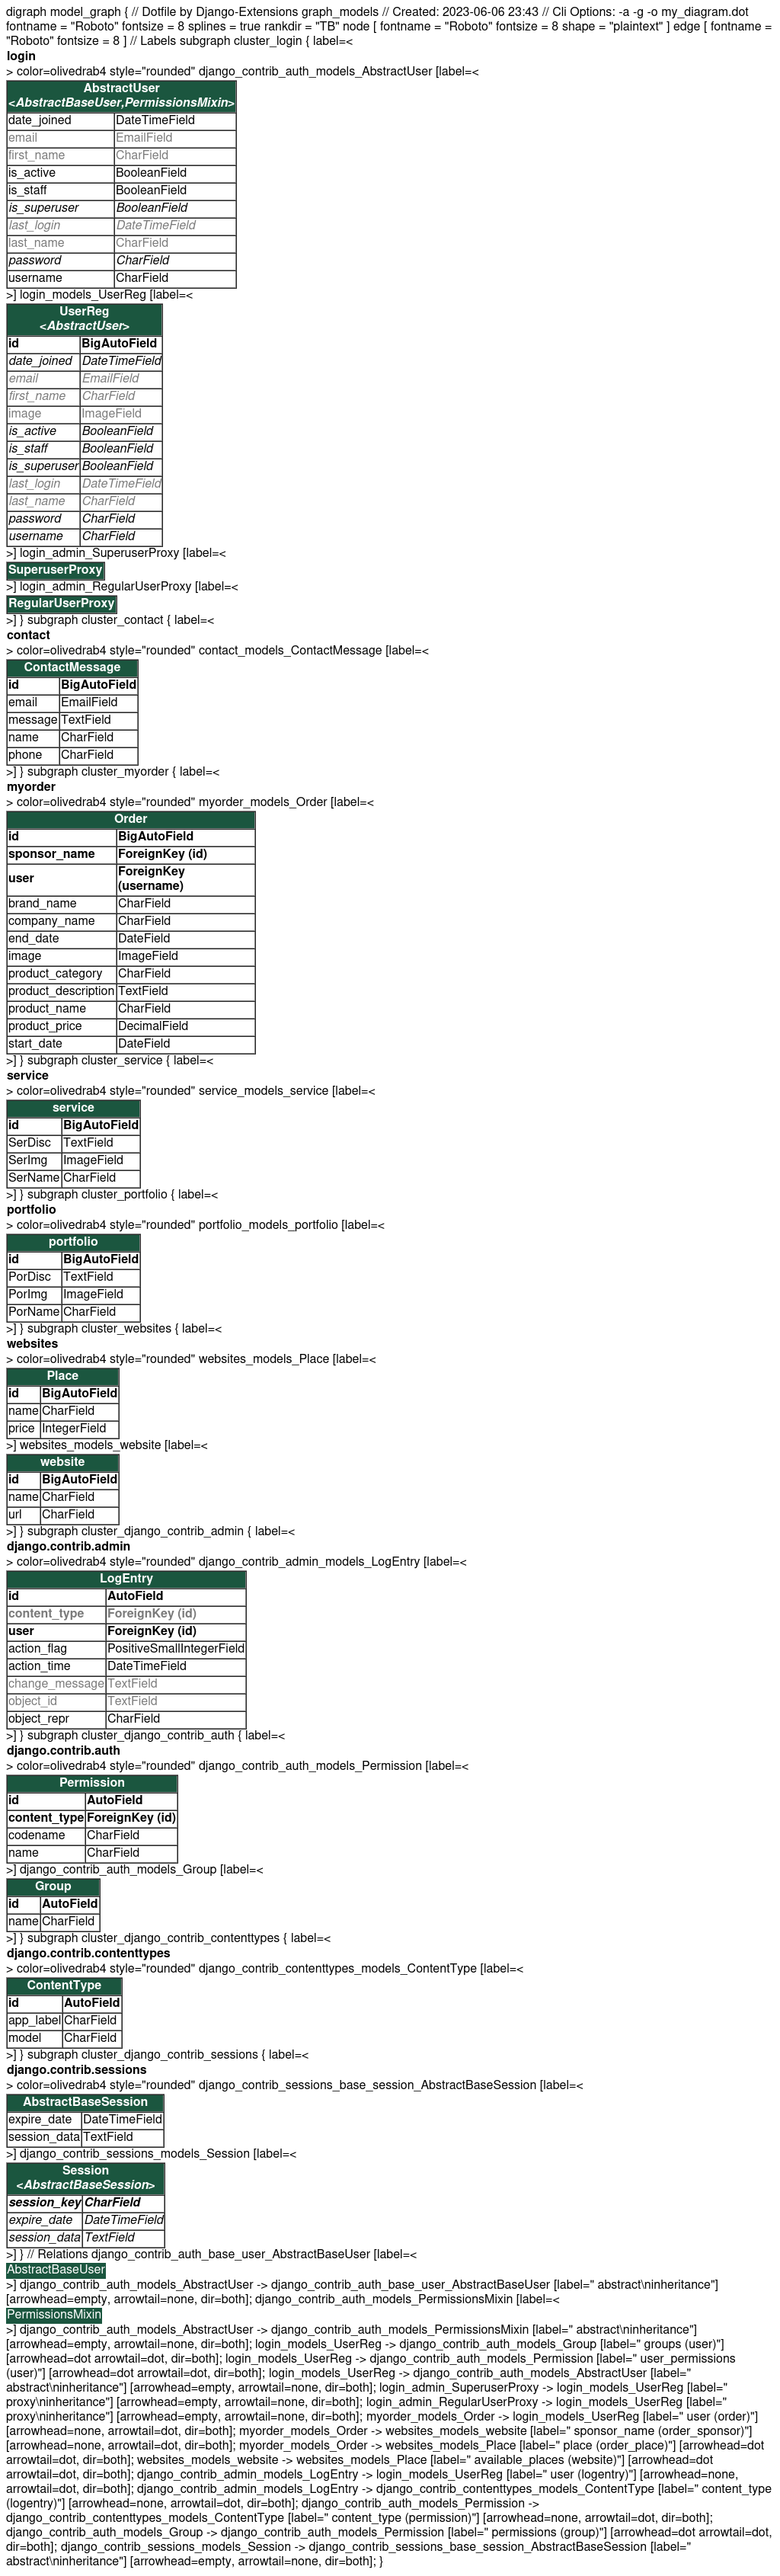 digraph model_graph { // Dotfile by Django-Extensions graph_models // Created: 2023-06-06 23:43 // Cli Options: -a -g -o my_diagram.dot
fontname = "Roboto" fontsize = 8 splines = true rankdir = "TB" node [ fontname = "Roboto" fontsize = 8 shape = "plaintext" ] edge [ fontname =
"Roboto" fontsize = 8 ] // Labels subgraph cluster_login { label=<
login
> color=olivedrab4 style="rounded" django_contrib_auth_models_AbstractUser [label=<
AbstractUser
<AbstractBaseUser,PermissionsMixin>
date_joined DateTimeField
email EmailField
first_name CharField
is_active BooleanField
is_staff BooleanField
is_superuser BooleanField
last_login DateTimeField
last_name CharField
password CharField
username CharField
>] login_models_UserReg [label=<
UserReg
<AbstractUser>
id BigAutoField
date_joined DateTimeField
email EmailField
first_name CharField
image ImageField
is_active BooleanField
is_staff BooleanField
is_superuser BooleanField
last_login DateTimeField
last_name CharField
password CharField
username CharField
>] login_admin_SuperuserProxy [label=<
SuperuserProxy
>] login_admin_RegularUserProxy [label=<
RegularUserProxy
>] } subgraph cluster_contact { label=<
contact
> color=olivedrab4 style="rounded" contact_models_ContactMessage [label=<
ContactMessage
id BigAutoField
email EmailField
message TextField
name CharField
phone CharField
>] } subgraph cluster_myorder { label=<
myorder
> color=olivedrab4 style="rounded" myorder_models_Order [label=<
Order
id BigAutoField
sponsor_name ForeignKey (id)
user ForeignKey
(username)
brand_name CharField
company_name CharField
end_date DateField
image ImageField
product_category CharField
product_description TextField
product_name CharField
product_price DecimalField
start_date DateField
>] } subgraph cluster_service { label=<
service
> color=olivedrab4 style="rounded" service_models_service [label=<
service
id BigAutoField
SerDisc TextField
SerImg ImageField
SerName CharField
>] } subgraph cluster_portfolio { label=<
portfolio
> color=olivedrab4 style="rounded" portfolio_models_portfolio [label=<
portfolio
id BigAutoField
PorDisc TextField
PorImg ImageField
PorName CharField
>] } subgraph cluster_websites { label=<
websites
> color=olivedrab4 style="rounded" websites_models_Place [label=<
Place
id BigAutoField
name CharField
price IntegerField
>] websites_models_website [label=<
website
id BigAutoField
name CharField
url CharField
>] } subgraph cluster_django_contrib_admin { label=<
django.contrib.admin
> color=olivedrab4 style="rounded" django_contrib_admin_models_LogEntry [label=<
LogEntry
id AutoField
content_type ForeignKey (id)
user ForeignKey (id)
action_flag PositiveSmallIntegerField
action_time DateTimeField
change_message TextField
object_id TextField
object_repr CharField
>] } subgraph cluster_django_contrib_auth { label=<
django.contrib.auth
> color=olivedrab4 style="rounded" django_contrib_auth_models_Permission [label=<
Permission
id AutoField
content_type ForeignKey (id)
codename CharField
name CharField
>] django_contrib_auth_models_Group [label=<
Group
id AutoField
name CharField
>] } subgraph cluster_django_contrib_contenttypes { label=<
django.contrib.contenttypes
> color=olivedrab4 style="rounded" django_contrib_contenttypes_models_ContentType [label=<
ContentType
id AutoField
app_label CharField
model CharField
>] } subgraph cluster_django_contrib_sessions { label=<
django.contrib.sessions
> color=olivedrab4 style="rounded" django_contrib_sessions_base_session_AbstractBaseSession [label=<
AbstractBaseSession
expire_date DateTimeField
session_data TextField
>] django_contrib_sessions_models_Session [label=<
Session
<AbstractBaseSession>
session_key CharField
expire_date DateTimeField
session_data TextField
>] } // Relations django_contrib_auth_base_user_AbstractBaseUser [label=<
AbstractBaseUser
>] django_contrib_auth_models_AbstractUser -> django_contrib_auth_base_user_AbstractBaseUser [label=" abstract\ninheritance"]
[arrowhead=empty, arrowtail=none, dir=both]; django_contrib_auth_models_PermissionsMixin [label=<
PermissionsMixin
>] django_contrib_auth_models_AbstractUser -> django_contrib_auth_models_PermissionsMixin [label=" abstract\ninheritance"]
[arrowhead=empty, arrowtail=none, dir=both]; login_models_UserReg -> django_contrib_auth_models_Group [label=" groups (user)"]
[arrowhead=dot arrowtail=dot, dir=both]; login_models_UserReg -> django_contrib_auth_models_Permission [label=" user_permissions
(user)"] [arrowhead=dot arrowtail=dot, dir=both]; login_models_UserReg -> django_contrib_auth_models_AbstractUser [label="
abstract\ninheritance"] [arrowhead=empty, arrowtail=none, dir=both]; login_admin_SuperuserProxy -> login_models_UserReg [label="
proxy\ninheritance"] [arrowhead=empty, arrowtail=none, dir=both]; login_admin_RegularUserProxy -> login_models_UserReg [label="
proxy\ninheritance"] [arrowhead=empty, arrowtail=none, dir=both]; myorder_models_Order -> login_models_UserReg [label=" user (order)"]
[arrowhead=none, arrowtail=dot, dir=both]; myorder_models_Order -> websites_models_website [label=" sponsor_name (order_sponsor)"]
[arrowhead=none, arrowtail=dot, dir=both]; myorder_models_Order -> websites_models_Place [label=" place (order_place)"] [arrowhead=dot
arrowtail=dot, dir=both]; websites_models_website -> websites_models_Place [label=" available_places (website)"] [arrowhead=dot
arrowtail=dot, dir=both]; django_contrib_admin_models_LogEntry -> login_models_UserReg [label=" user (logentry)"] [arrowhead=none,
arrowtail=dot, dir=both]; django_contrib_admin_models_LogEntry -> django_contrib_contenttypes_models_ContentType [label=" content_type
(logentry)"] [arrowhead=none, arrowtail=dot, dir=both]; django_contrib_auth_models_Permission ->
django_contrib_contenttypes_models_ContentType [label=" content_type (permission)"] [arrowhead=none, arrowtail=dot, dir=both];
django_contrib_auth_models_Group -> django_contrib_auth_models_Permission [label=" permissions (group)"] [arrowhead=dot arrowtail=dot,
dir=both]; django_contrib_sessions_models_Session -> django_contrib_sessions_base_session_AbstractBaseSession [label="
abstract\ninheritance"] [arrowhead=empty, arrowtail=none, dir=both]; }